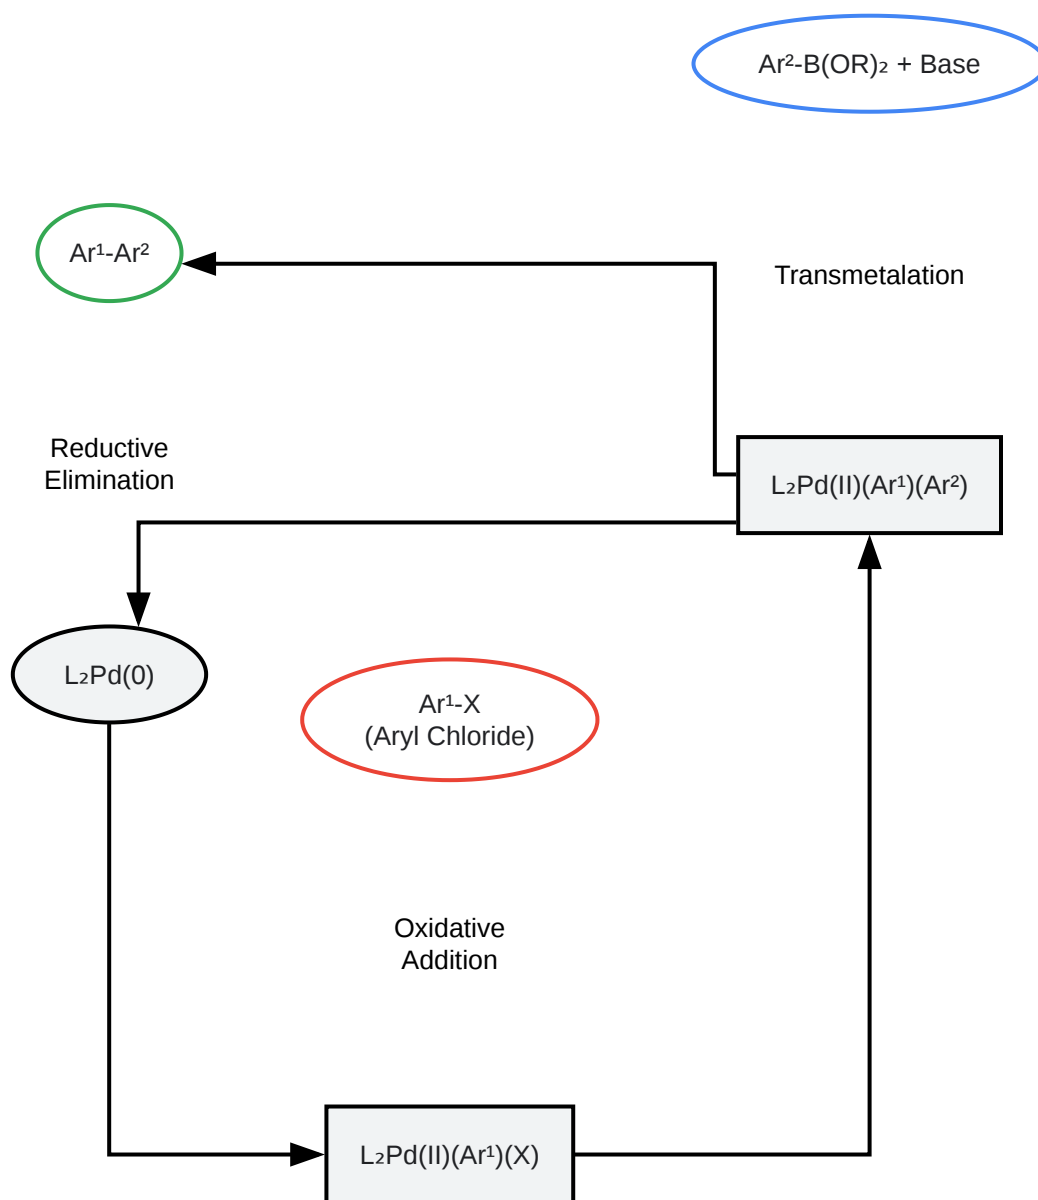 Ar²-B(OR)₂ + Base
Ar¹-Ar²
Transmetalation
Reductive
Elimination
L₂Pd(II)(Ar¹)(Ar²)
L₂Pd(0)
Ar¹-X
(Aryl Chloride)
Oxidative
Addition
L₂Pd(II)(Ar¹)(X)